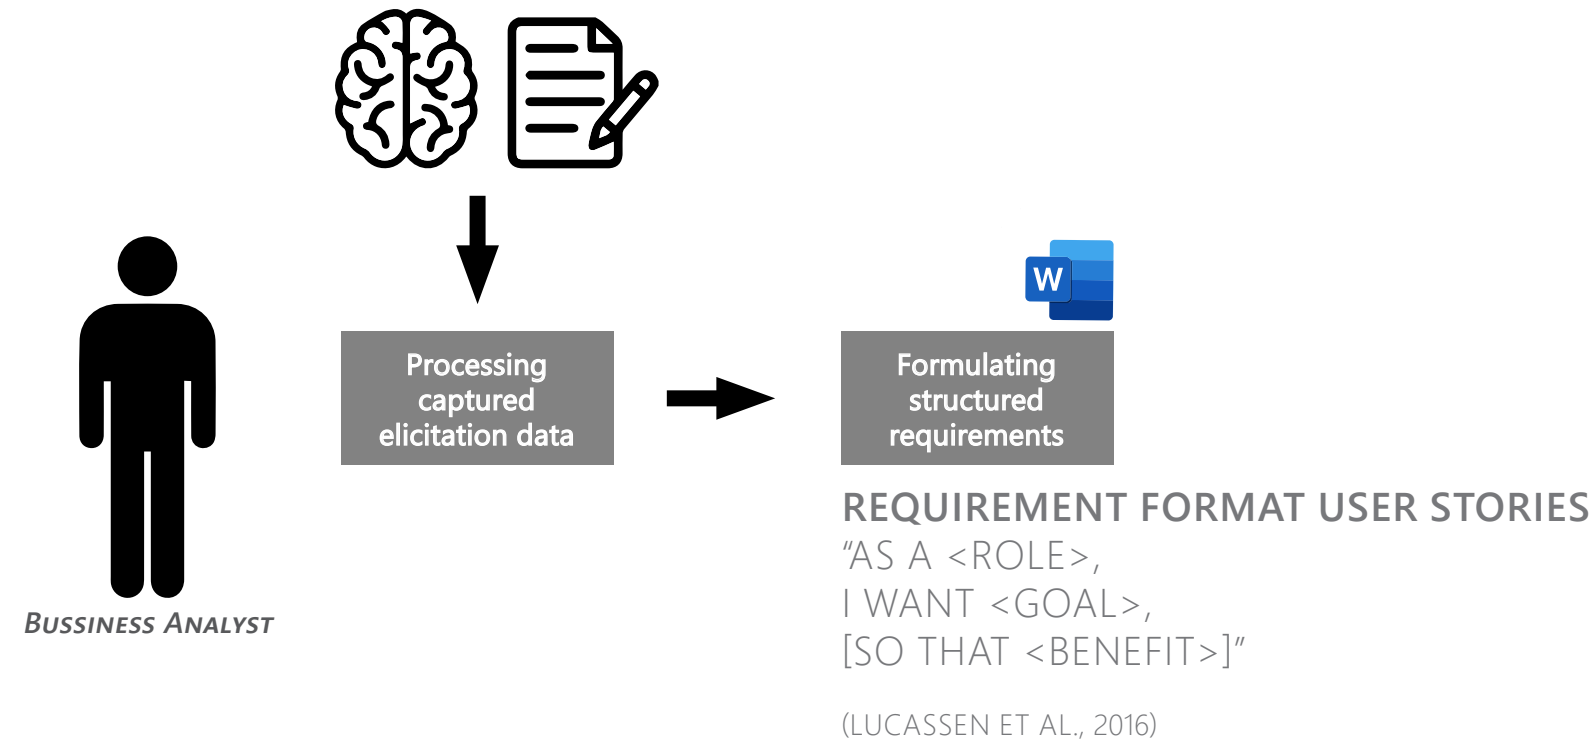 W
Processing
captured
elicitation data
Formulating
structured
requirements
REQUIREMENT FORMAT USER STORIES
“AS A <ROLE>,
I WANT <GOAL>,
[SO THAT <BENEFIT>]”
(LUCASSEN ET AL., 2016)
BUSSINESS ANALYST